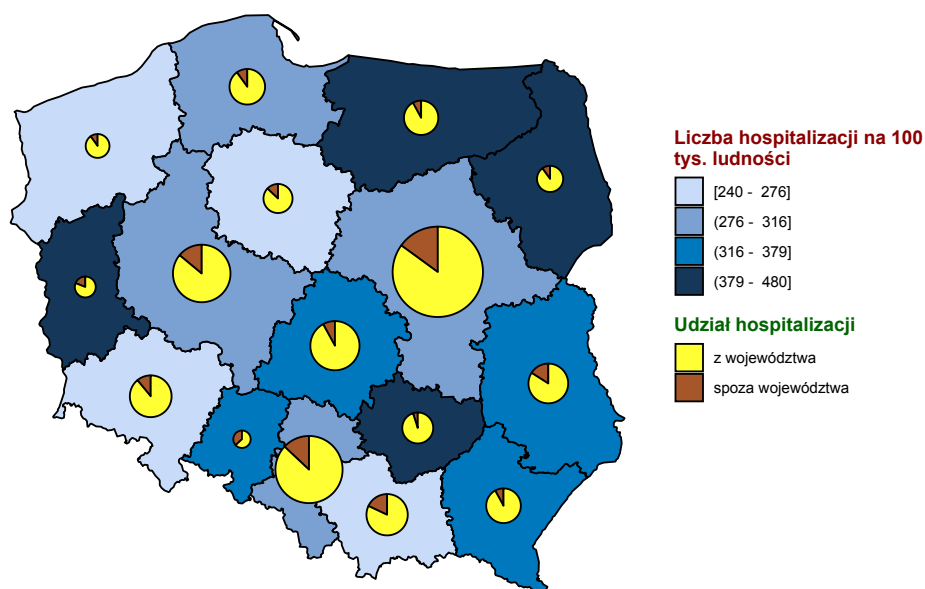 Liczba hospitalizacji na 100
tys. ludności
[240 - 276]
(276 - 316]
(316 - 379]
(379 - 480]
Udział hospitalizacji
z województwa
spoza województwa